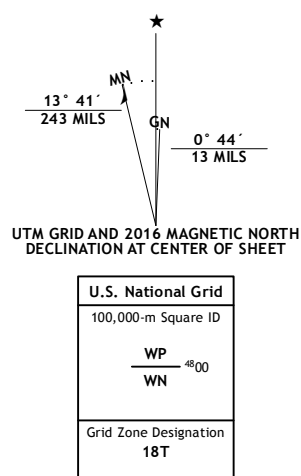 ★
MN
GN
13° 41´
243 MILS
0° 44´
13 MILS
UTM GRID AND 2016 MAGNETIC NORTH
DECLINATION AT CENTER OF SHEET
U.S. National Grid
100,000-m Square ID
WP
⁴⁸00
WN
Grid Zone Designation
18T